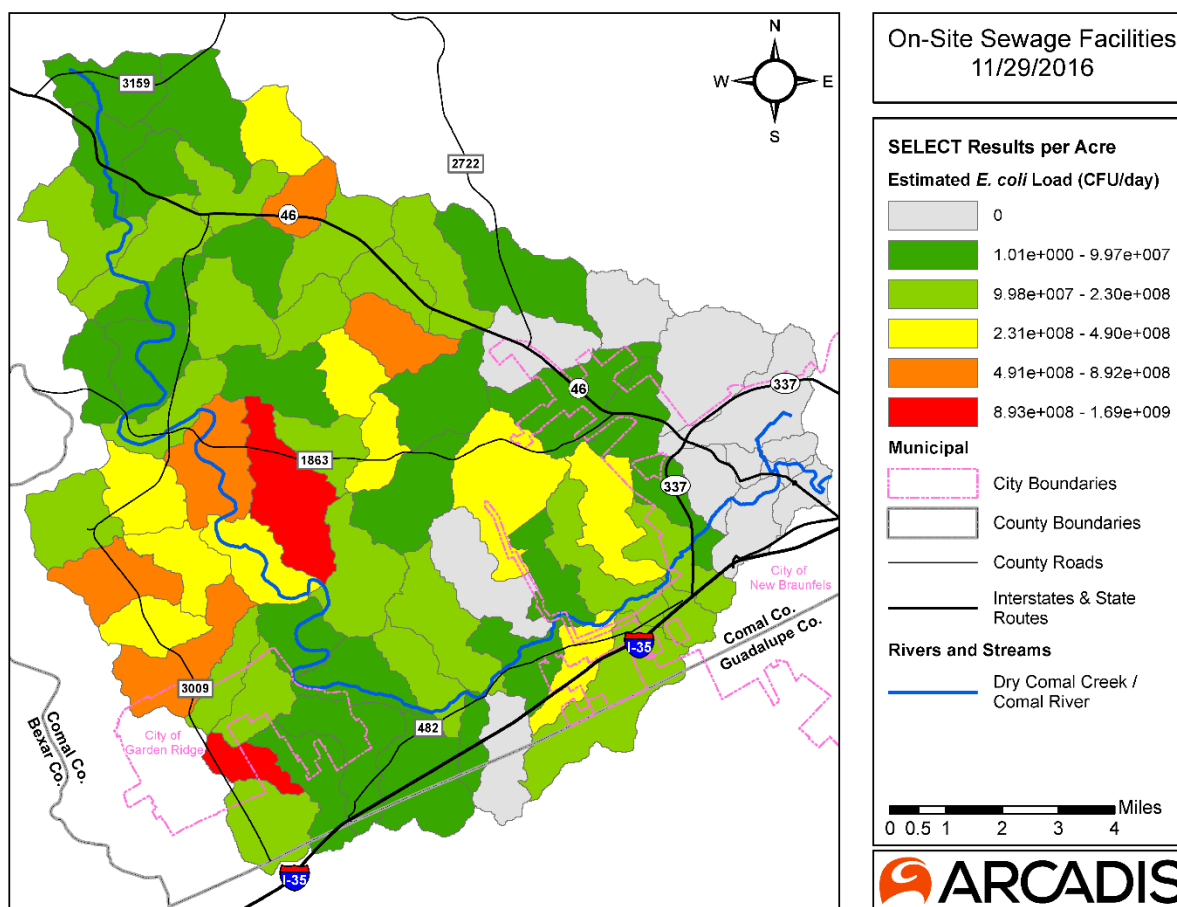 On-Site Sewage Facilities
11/29/2016
SELECT Results per Acre
Estimated E. coli Load (CFU/day)
0
1.01e+000 - 9.97e+007
9.98e+007 - 2.30e+008
2.31e+008 - 4.90e+008
4.91e+008 - 8.92e+008
8.93e+008 - 1.69e+009
Municipal
City Boundaries
County Boundaries
County Roads
Interstates & State
Routes
Rivers and Streams
Dry Comal Creek /
Comal River
Miles
0 0.5 1 2 3 4
ARCADIS
N
W E
S
3159
2722
46
46
337
337
1863
City of
New Braunfels
Comal Co.
Guadalupe Co.
I-35
3009
482
City of
Garden Ridge
Comal Co.
Bexar Co.
I-35